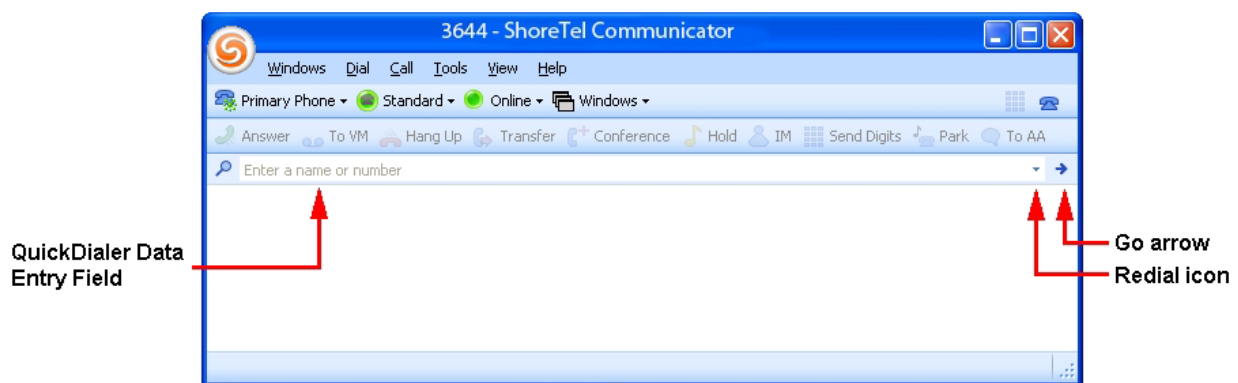 3644 - ShoreTel Communicator
Windows Dial Call Tools View Help
Primary Phone Standard Online Windows
Answer To VM Hang Up Transfer Conference Hold IM Send Digits Park To AA
Enter a name or number
QuickDialer Data
Entry Field
Go arrow
Redial icon